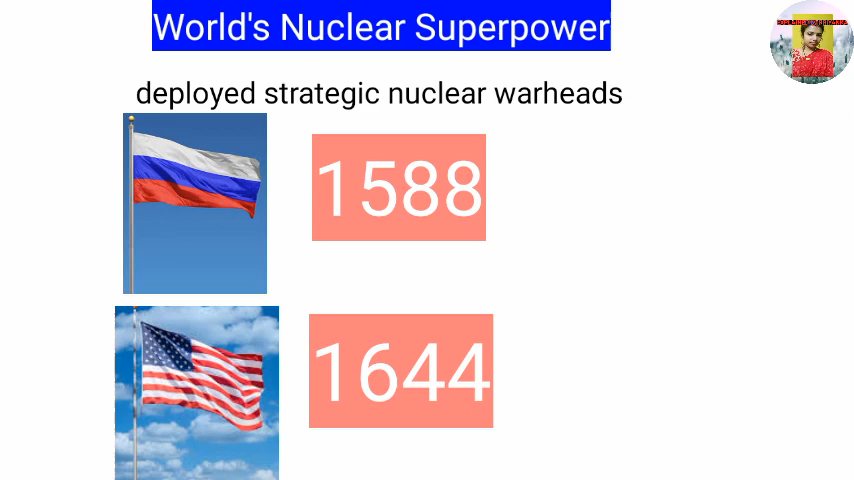 World's Nuclear Superpower
deployed strategic nuclear warheads
1588
1644